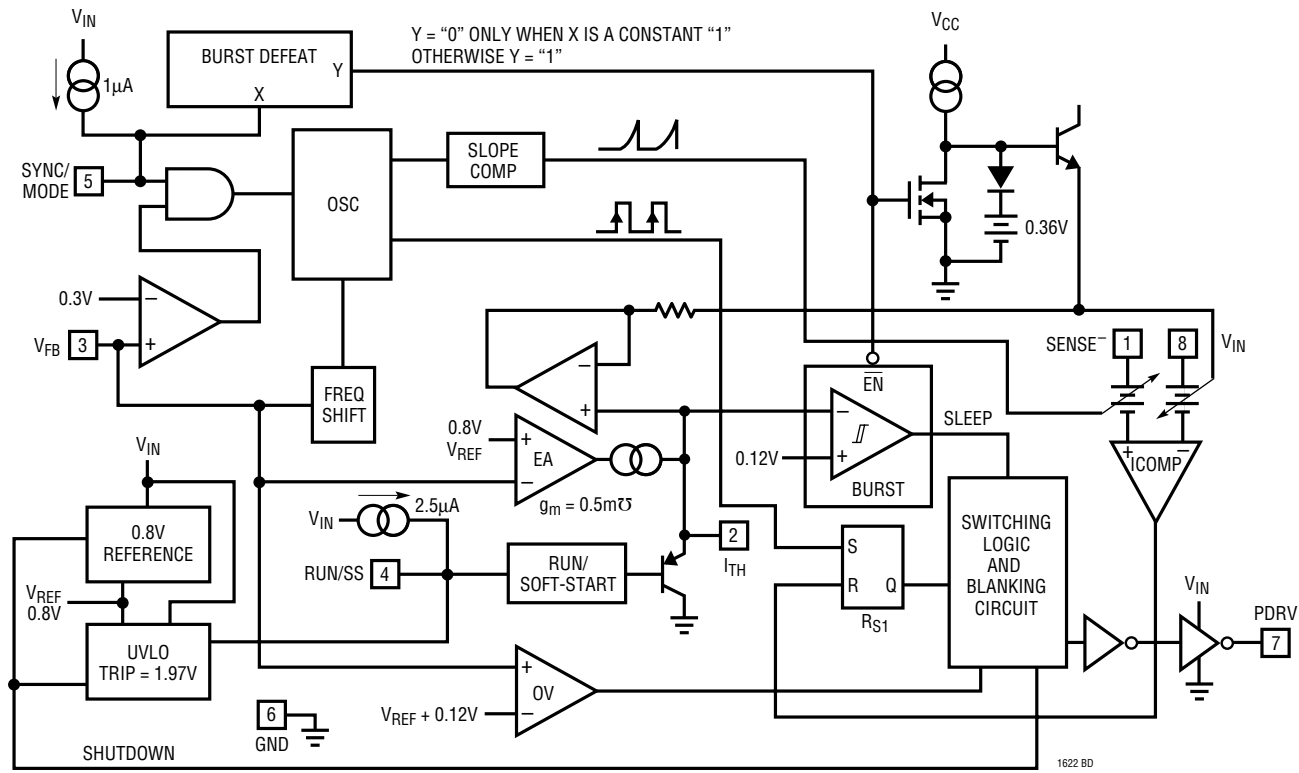 VIN
1µA
BURST DEFEAT
Y
X
Y = “0” ONLY WHEN X IS A CONSTANT “1”
OTHERWISE Y = “1”
VCC
SYNC/
MODE
5
OSC
SLOPE
COMP
0.36V
0.3V
−
VFB
3
+
FREQ
SHIFT
−
+
EN
SENSE−
1
8
VIN
0.8V
VREF
+
EA
−
gm = 0.5m℧
−
0.12V
+
BURST
SLEEP
+
−
ICOMP
VIN
0.8V
REFERENCE
VIN
2.5µA
RUN/SS
4
RUN/
SOFT-START
2
ITH
S
R
Q
RS1
SWITCHING
LOGIC
AND
BLANKING
CIRCUIT
VIN
PDRV
7
VREF
0.8V
UVLO
TRIP = 1.97V
+
OV
−
VREF + 0.12V
6
GND
SHUTDOWN
1622 BD